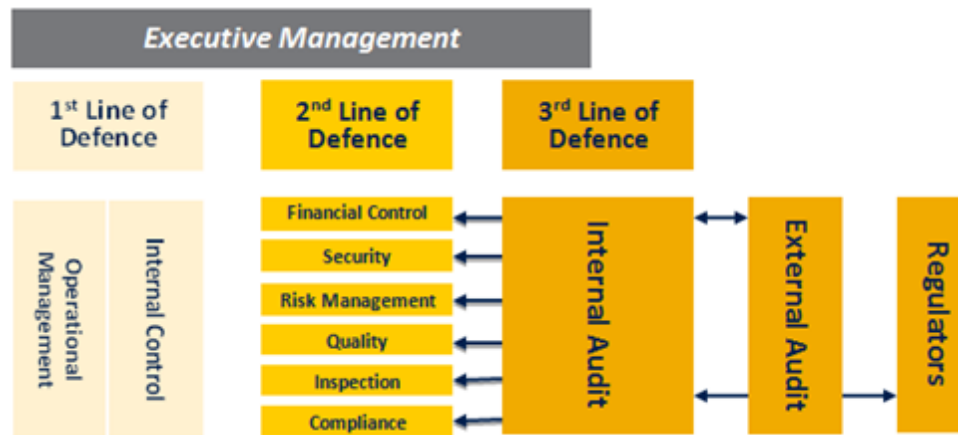 Executive Management
1st Line of
Defence
2nd Line of
Defence
3rd Line of
Defence
Operational
Management
Internal Control
Financial Control
Security
Risk Management
Quality
Inspection
Compliance
Internal Audit
External Audit
Regulators